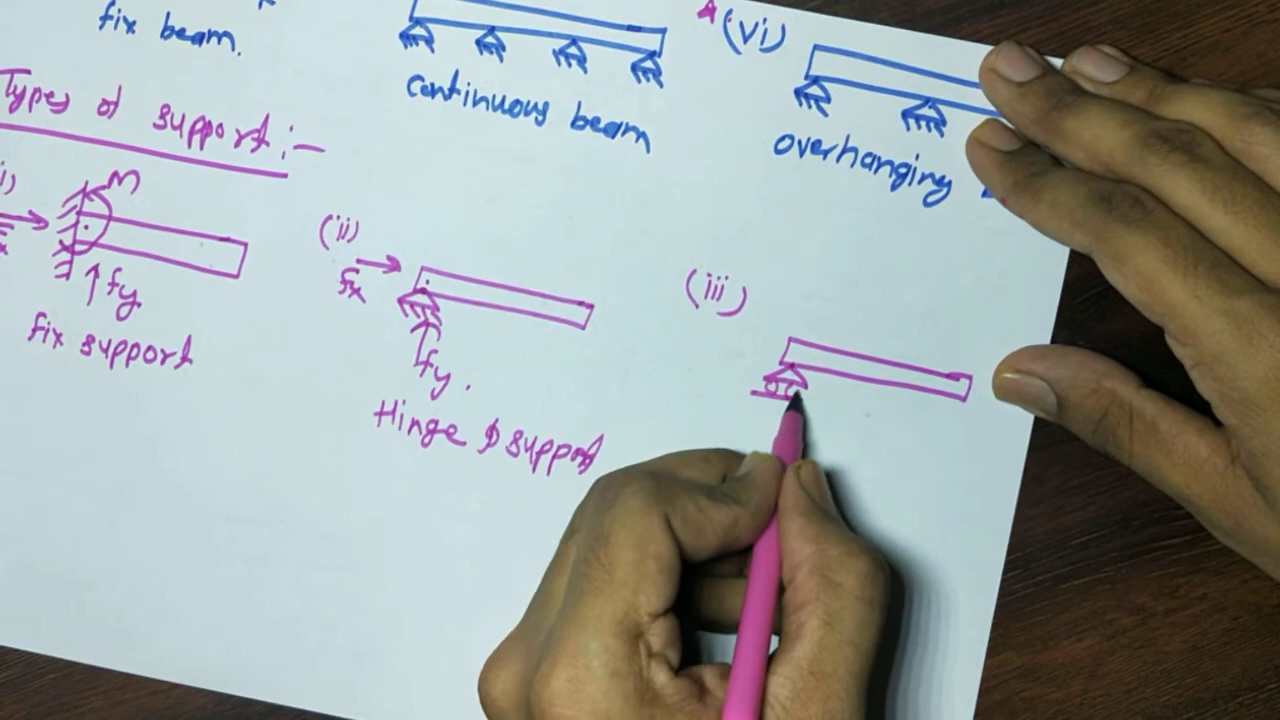 fix beam.
continuous beam
(vi)
overhanging
Types of support :-
i)
M
fx
fy
fix support
(ii)
fx
fy.
Hinge support
(iii)